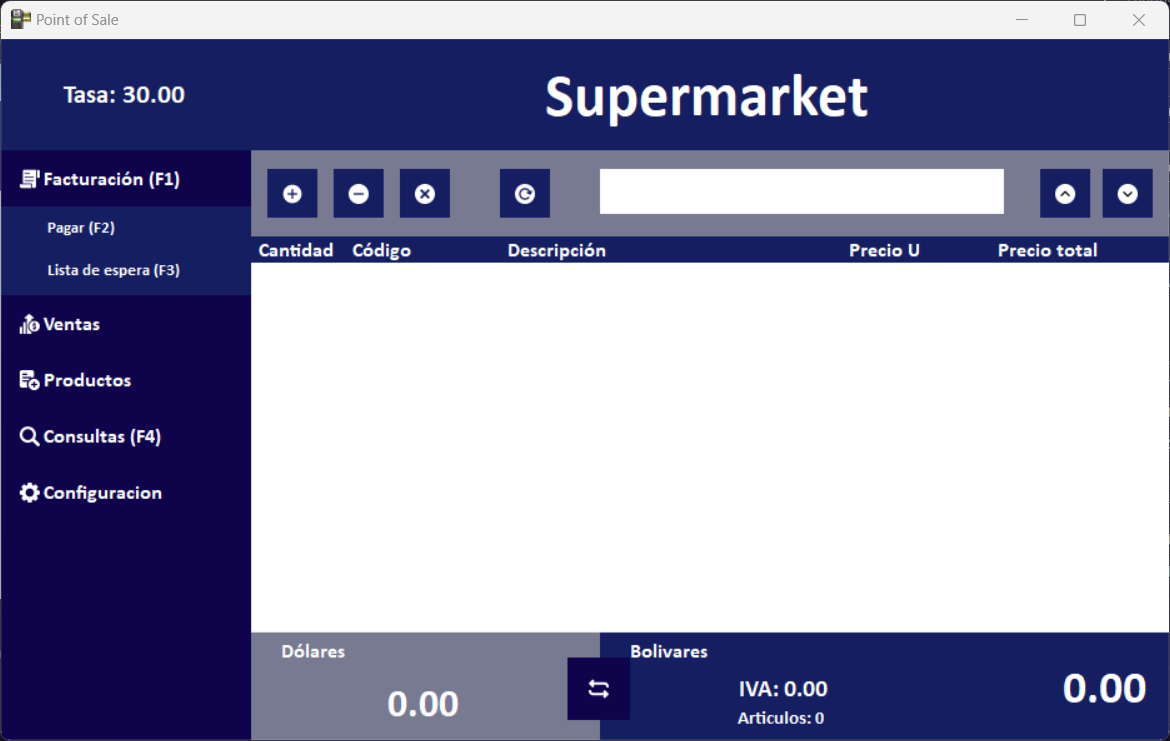 Point of Sale
Tasa: 30.00
Supermarket
Facturación (F1)
Pagar (F2)
Lista de espera (F3)
Ventas
Productos
Consultas (F4)
Configuracion
Cantidad Código Descripción Precio U Precio total
Dólares
0.00
Bolivares
IVA: 0.00
Articulos: 0
0.00